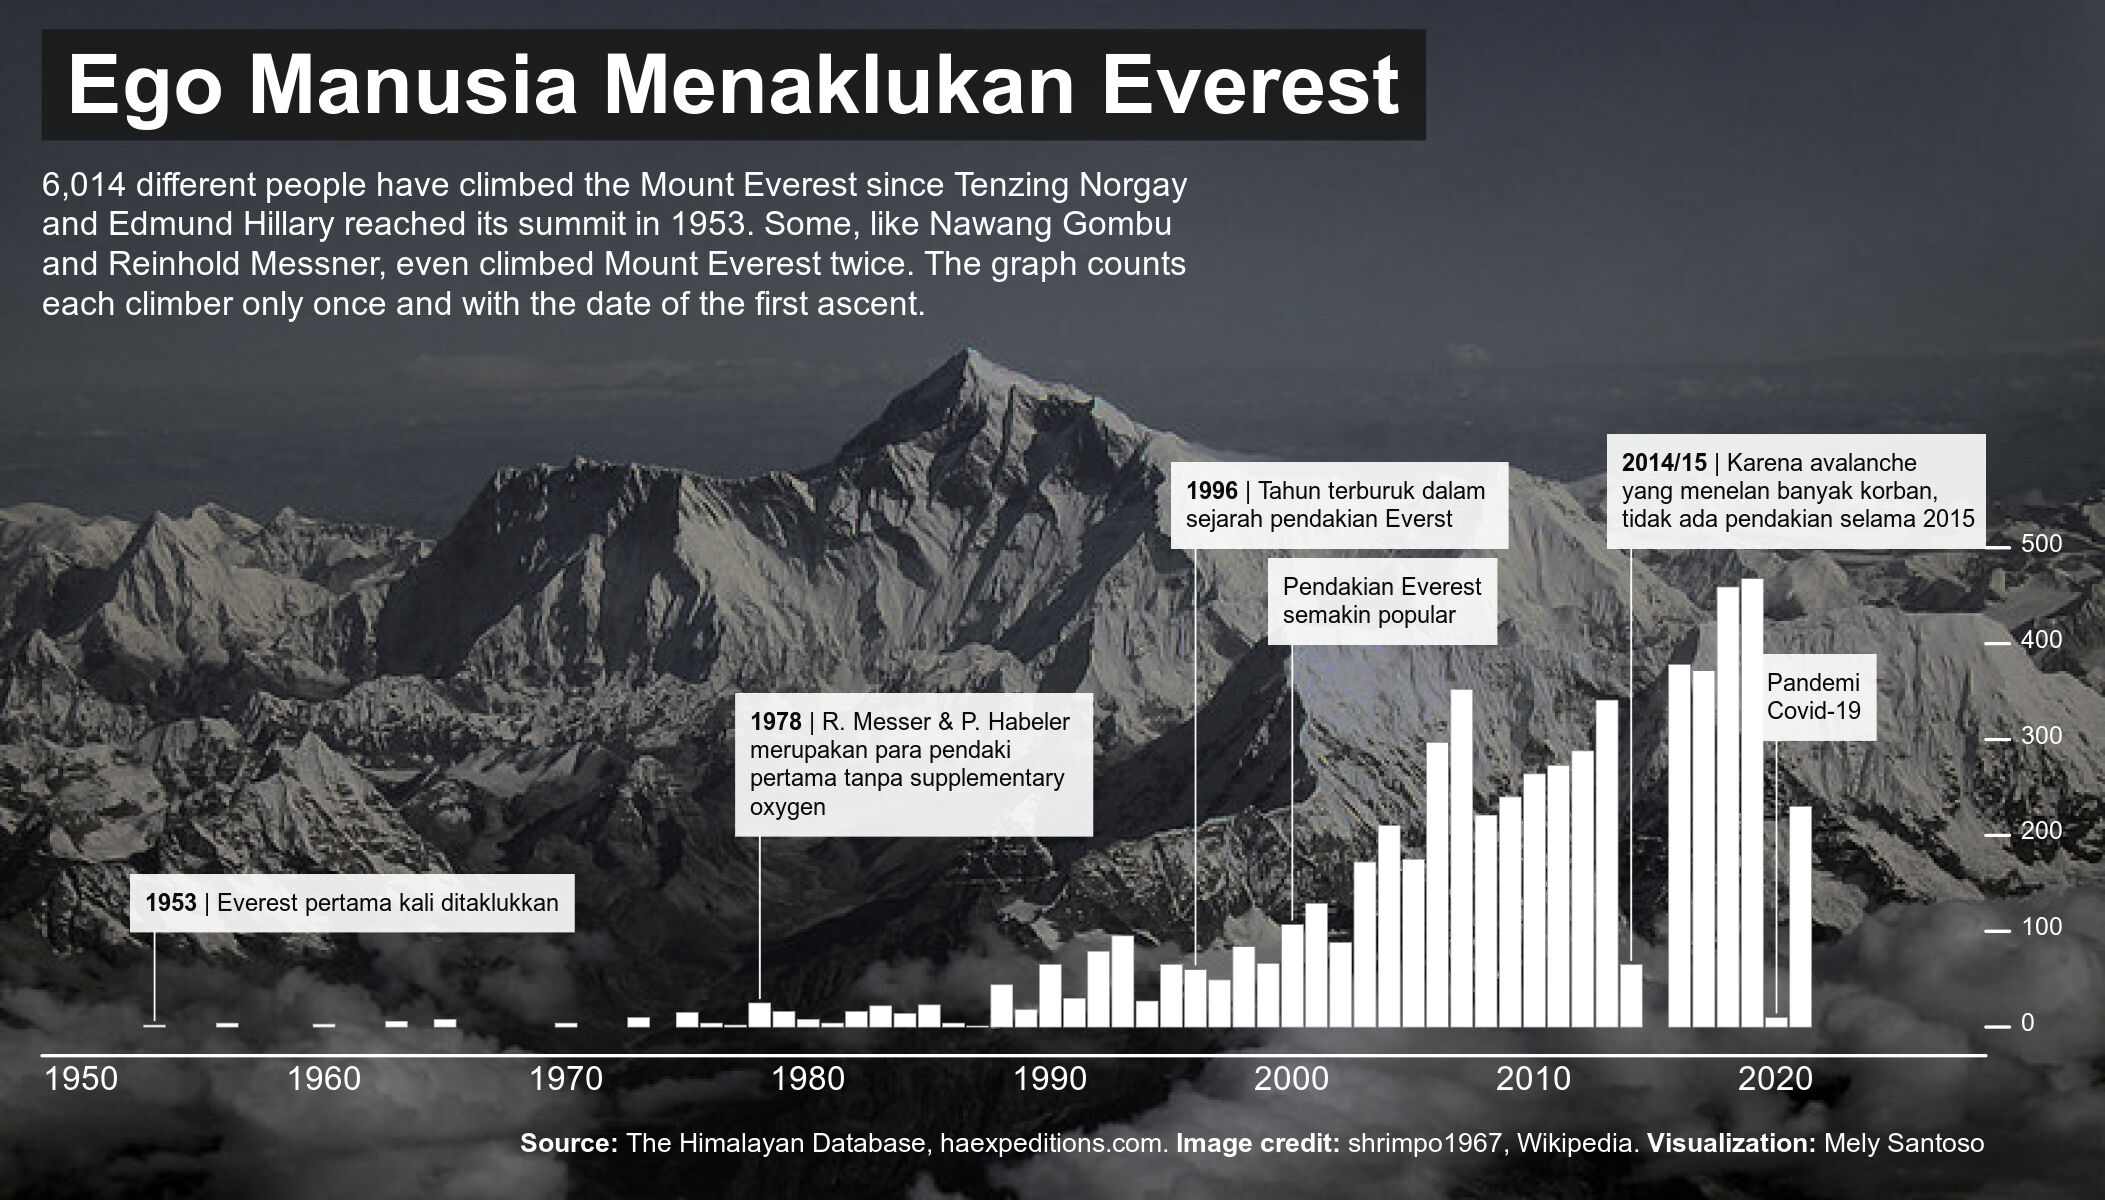 Ego Manusia Menaklukan Everest
6,014 different people have climbed the Mount Everest since Tenzing Norgay
and Edmund Hillary reached its summit in 1953. Some, like Nawang Gombu
and Reinhold Messner, even climbed Mount Everest twice. The graph counts
each climber only once and with the date of the first ascent.
2014/15 | Karena avalanche
yang menelan banyak korban,
tidak ada pendakian selama 2015
1996 | Tahun terburuk dalam
sejarah pendakian Everst
Pendakian Everest
semakin popular
Pandemi
Covid-19
1978 | R. Messer & P. Habeler
merupakan para pendaki
pertama tanpa supplementary
oxygen
1953 | Everest pertama kali ditaklukkan
500
400
300
200
100
0
1950 1960 1970 1980 1990 2000 2010 2020
Source: The Himalayan Database, haexpeditions.com. Image credit: shrimpo1967, Wikipedia. Visualization: Mely Santoso